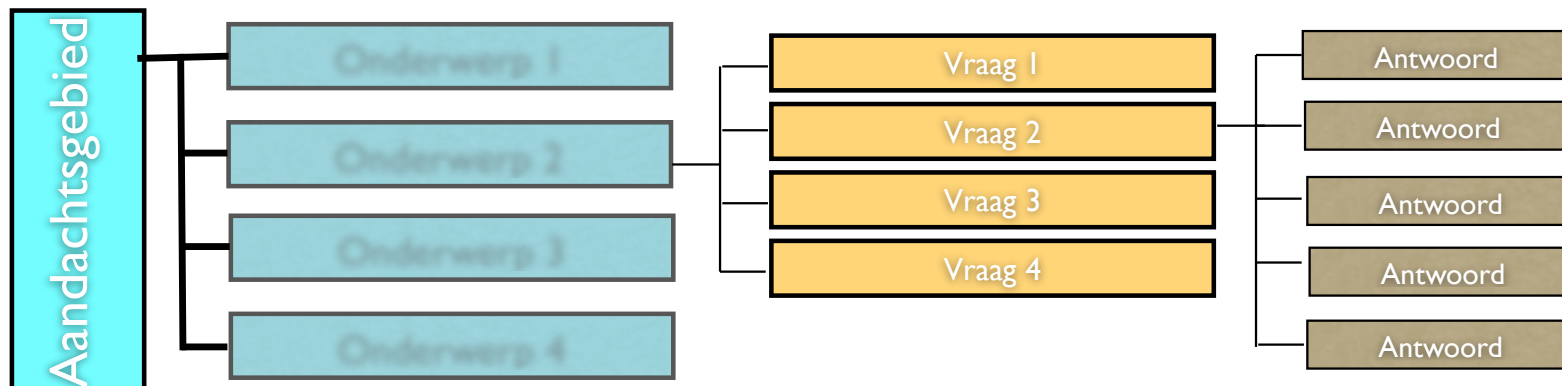 Aandachtsgebied
Onderwerp 1
Onderwerp 2
Onderwerp 3
Onderwerp 4
Vraag 1
Vraag 2
Vraag 3
Vraag 4
Antwoord
Antwoord
Antwoord
Antwoord
Antwoord